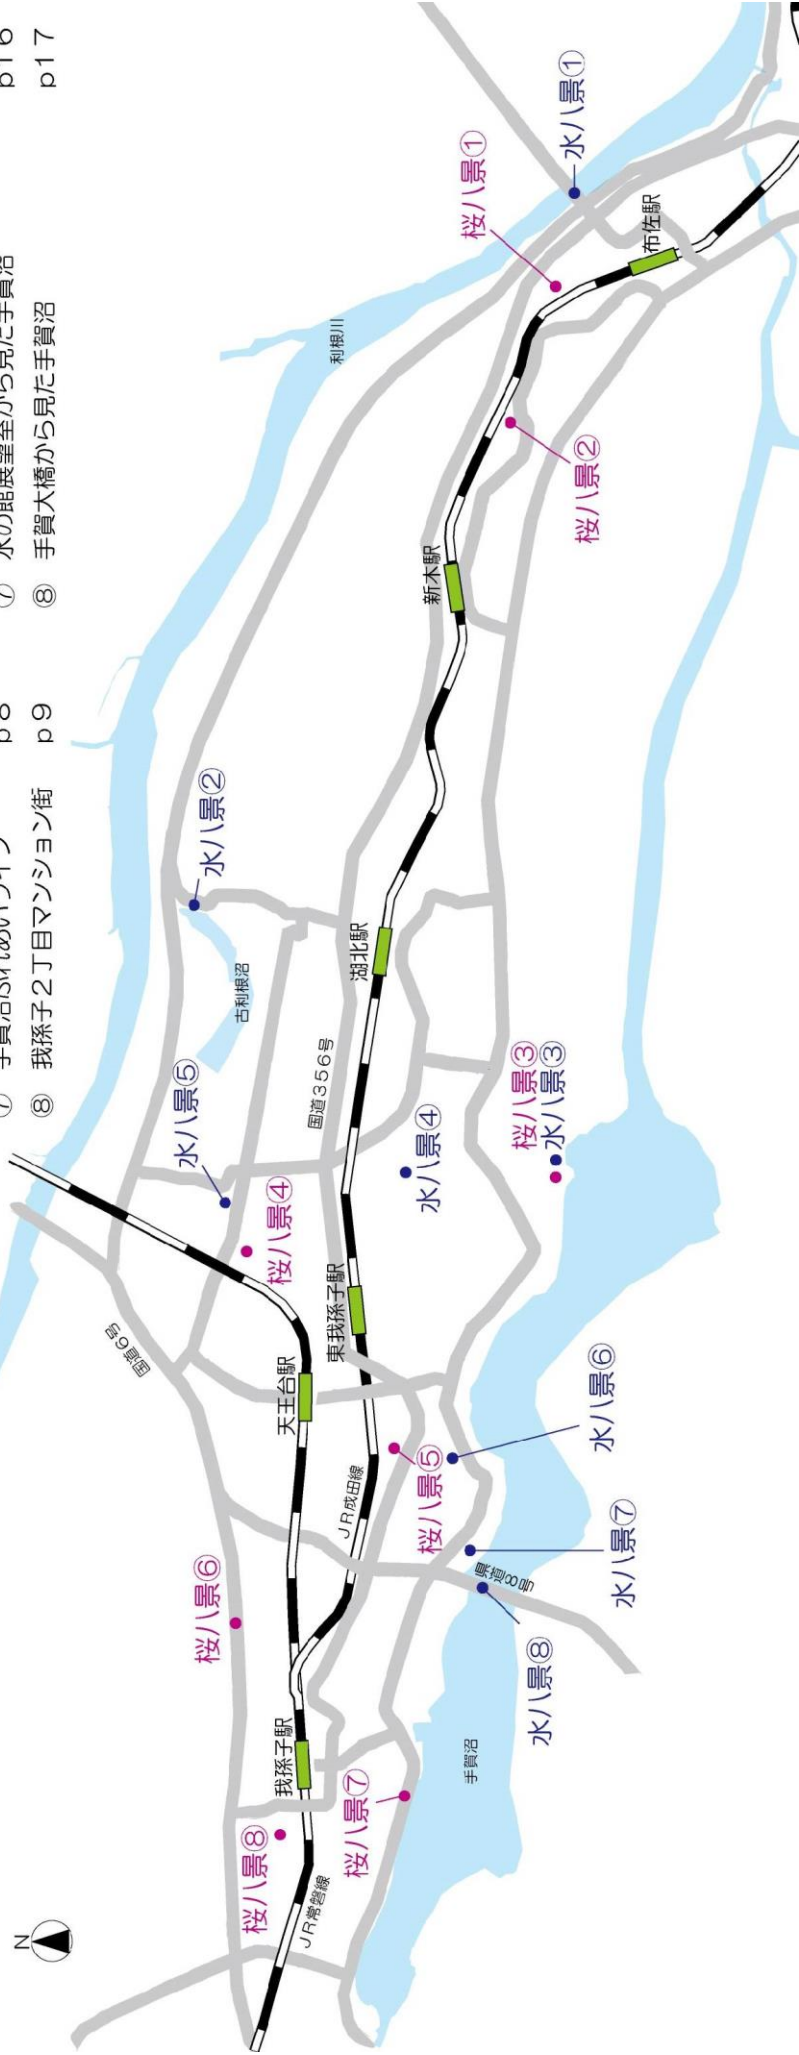 ⑦ 手賀沼ふれあいライン p8 ⑦ 水の館展望室から見た手賀沼 p16
⑧ 我孫子2丁目マンション街 p9 ⑧ 手賀大橋から見た手賀沼 p17
N
国道6号
水八景⑤
水八景②
古利根沼
利根川
桜八景⑥
桜八景④
桜八景⑧
我孫子駅
天王台駅
国道356号
JR常磐線
JR成田線
東我孫子駅
湖北駅
新木駅
桜八景①
水八景①
桜八景⑦
桜八景⑤
水八景④
桜八景②
布佐駅
手賀沼
県道8号
桜八景③
水八景③
水八景⑧
水八景⑦
水八景⑥